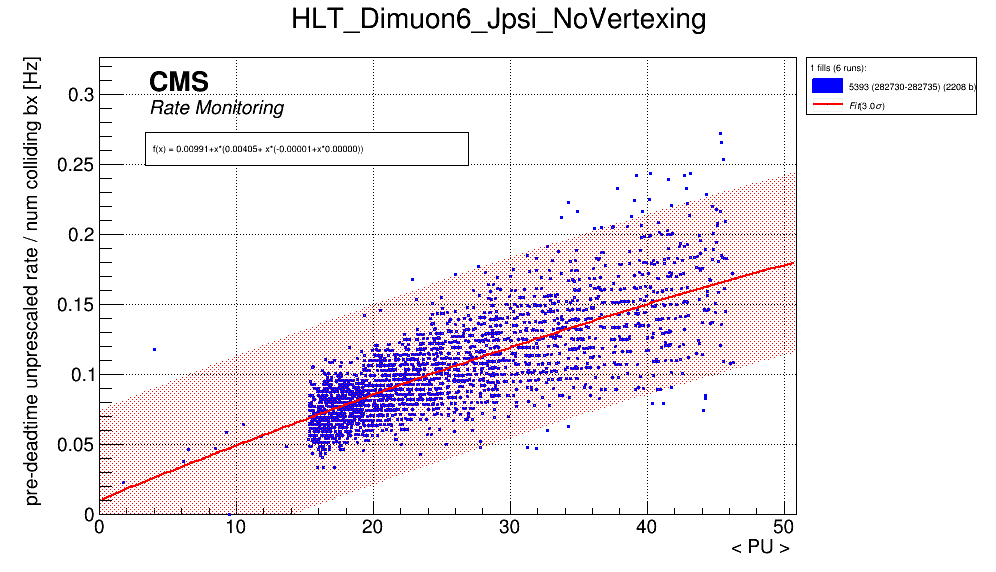 HLT_Dimuon6_Jpsi_NoVertexing
pre-deadtime unprescaled rate / num colliding bx [Hz]
CMS
Rate Monitoring
f(x) = 0.00991+x*(0.00405+ x*(-0.00001+x*0.00000))
0.3
0.25
0.2
0.15
0.1
0.05
0
0 10 20 30 40 50
< PU >
1 fills (6 runs):
5393 (282730-282735) (2208 b)
Fit(3.0σ)